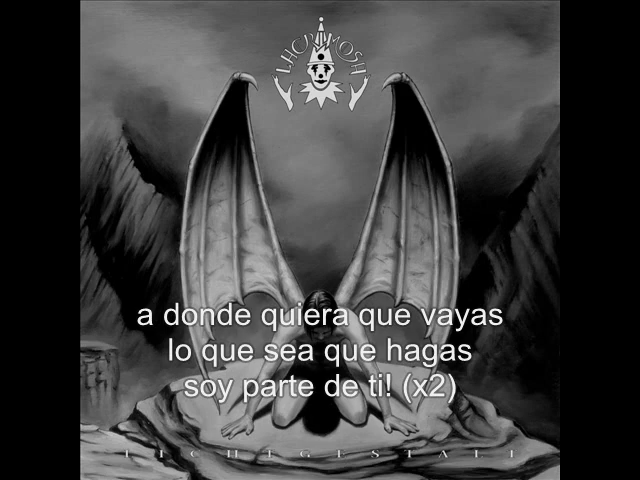 LACRIMOSA
a donde quiera que vayas
lo que sea que hagas
soy parte de ti! (x2)
LICHTGESTALT